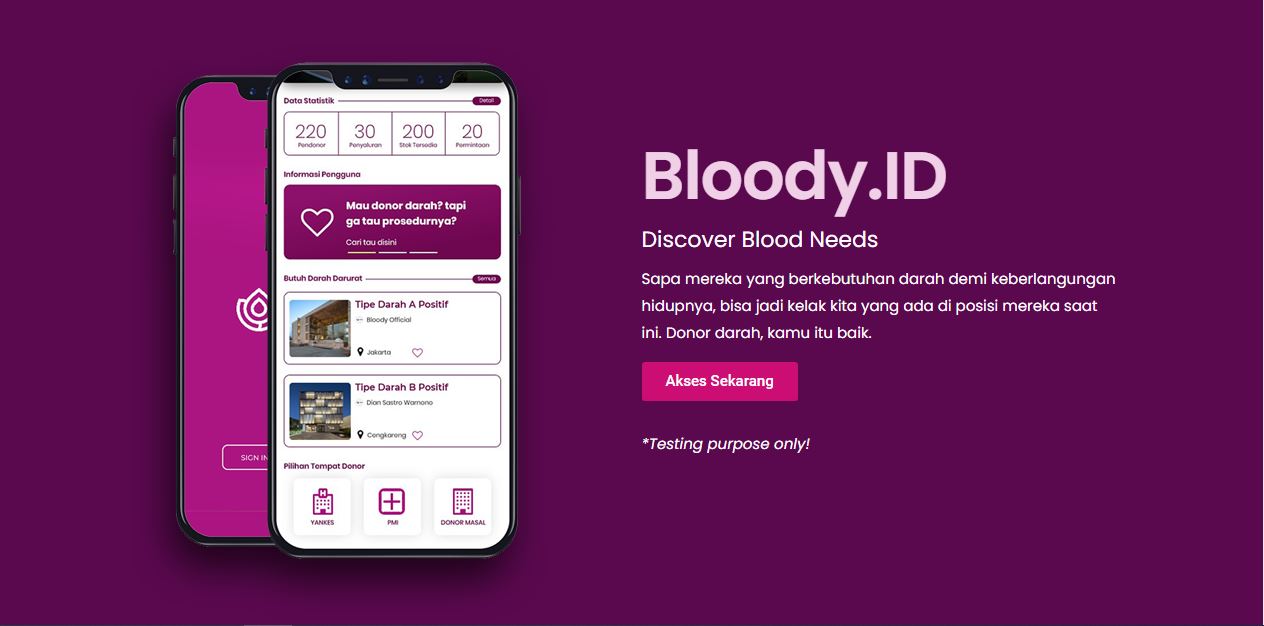 Data Statistik
Detail
220
30
200
20
Pendonor
Penyaluran
Stok Tersedia
Permintaan
Informasi Pengguna
Mau donor darah? tapi
ga tau prosedurnya?
Cari tau disini
Butuh Darah Darurat
Semua
Tipe Darah A Positif
Bloody Official
Jakarta
Tipe Darah B Positif
Dian Sastro Warnono
Cengkareng
Pilihan Tempat Donor
YANKES
PMI
DONOR MASAL
SIGN IN
Bloody.ID
Discover Blood Needs
Sapa mereka yang berkebutuhan darah demi keberlangungan
hidupnya, bisa jadi kelak kita yang ada di posisi mereka saat
ini. Donor darah, kamu itu baik.
Akses Sekarang
*Testing purpose only!